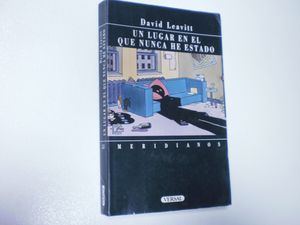 David Leavitt
UN LUGAR EN EL
QUE NUNCA HE ESTADO
MERIDIANOS
VERSAL